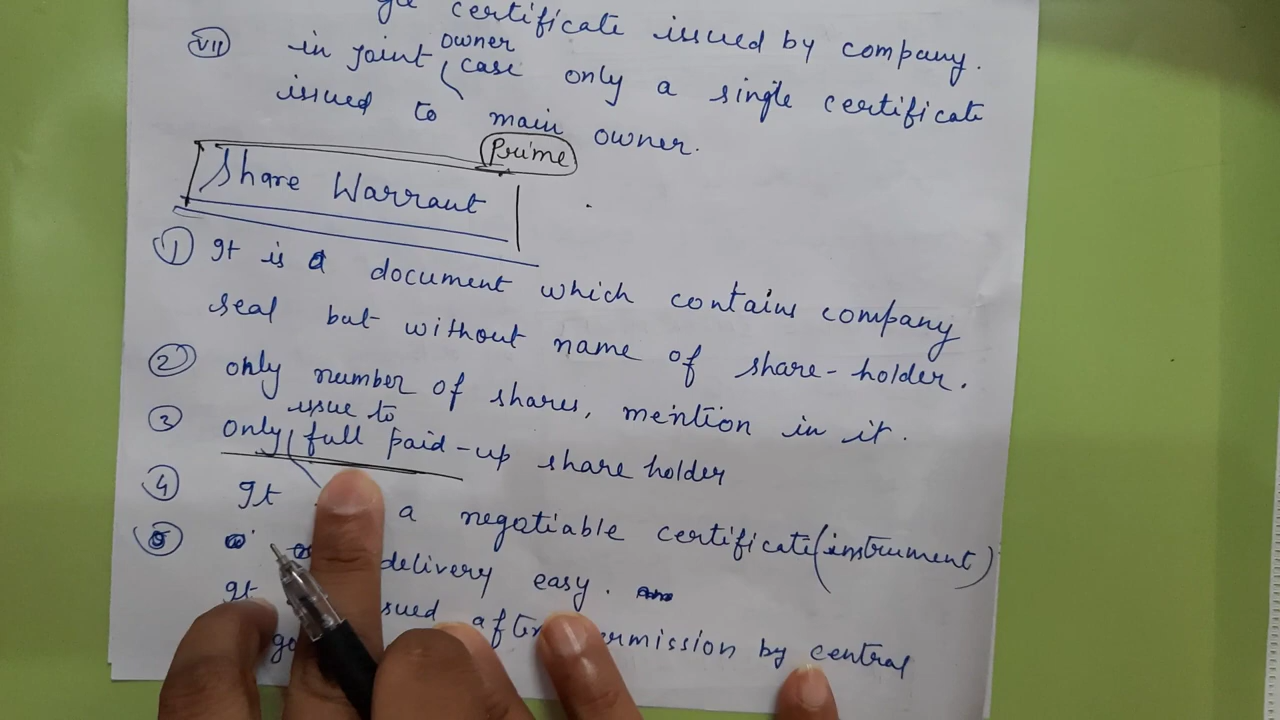 certificate issued by company.
VII in joint owner case only a single certificate
issued to main owner.
Prime
Share Warrant
1 It is a document which contains company
seal but without name of share-holder.
2 only number of shares, mention in it.
3 only issue to full paid-up share holder
4 It a negotiable certificate (instrument)
5 delivery easy.
It by central